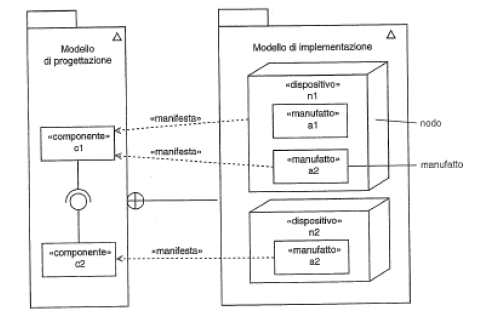 Modello
di progettazione
Modello di implementazione
«dispositivo»
n1
«manufatto»
a1
«manifesta»
nodo
«componente»
c1
«manifesta»
«manufatto»
a2
manufatto
«dispositivo»
n2
«componente»
c2
«manifesta»
«manufatto»
a2